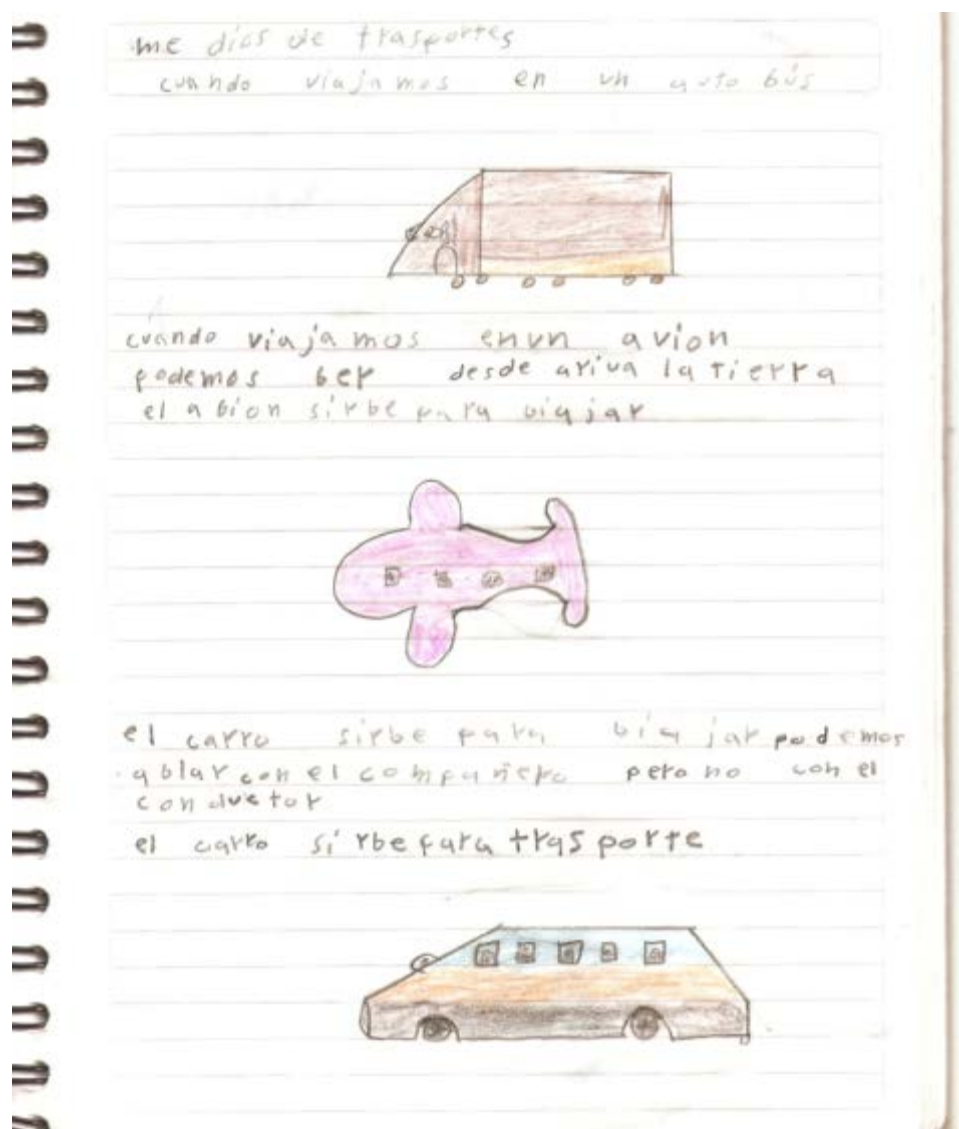 me dios de trasportes
cuando viajamos en un auto bús
cuando viajamos enun avion
podemos ber desde ariva la tierra
el abion sirbe para viajar
el carro sirbe para biajar podemos
ablar con el compañero pero no con el
conductor
el carro sirbe para trasporte